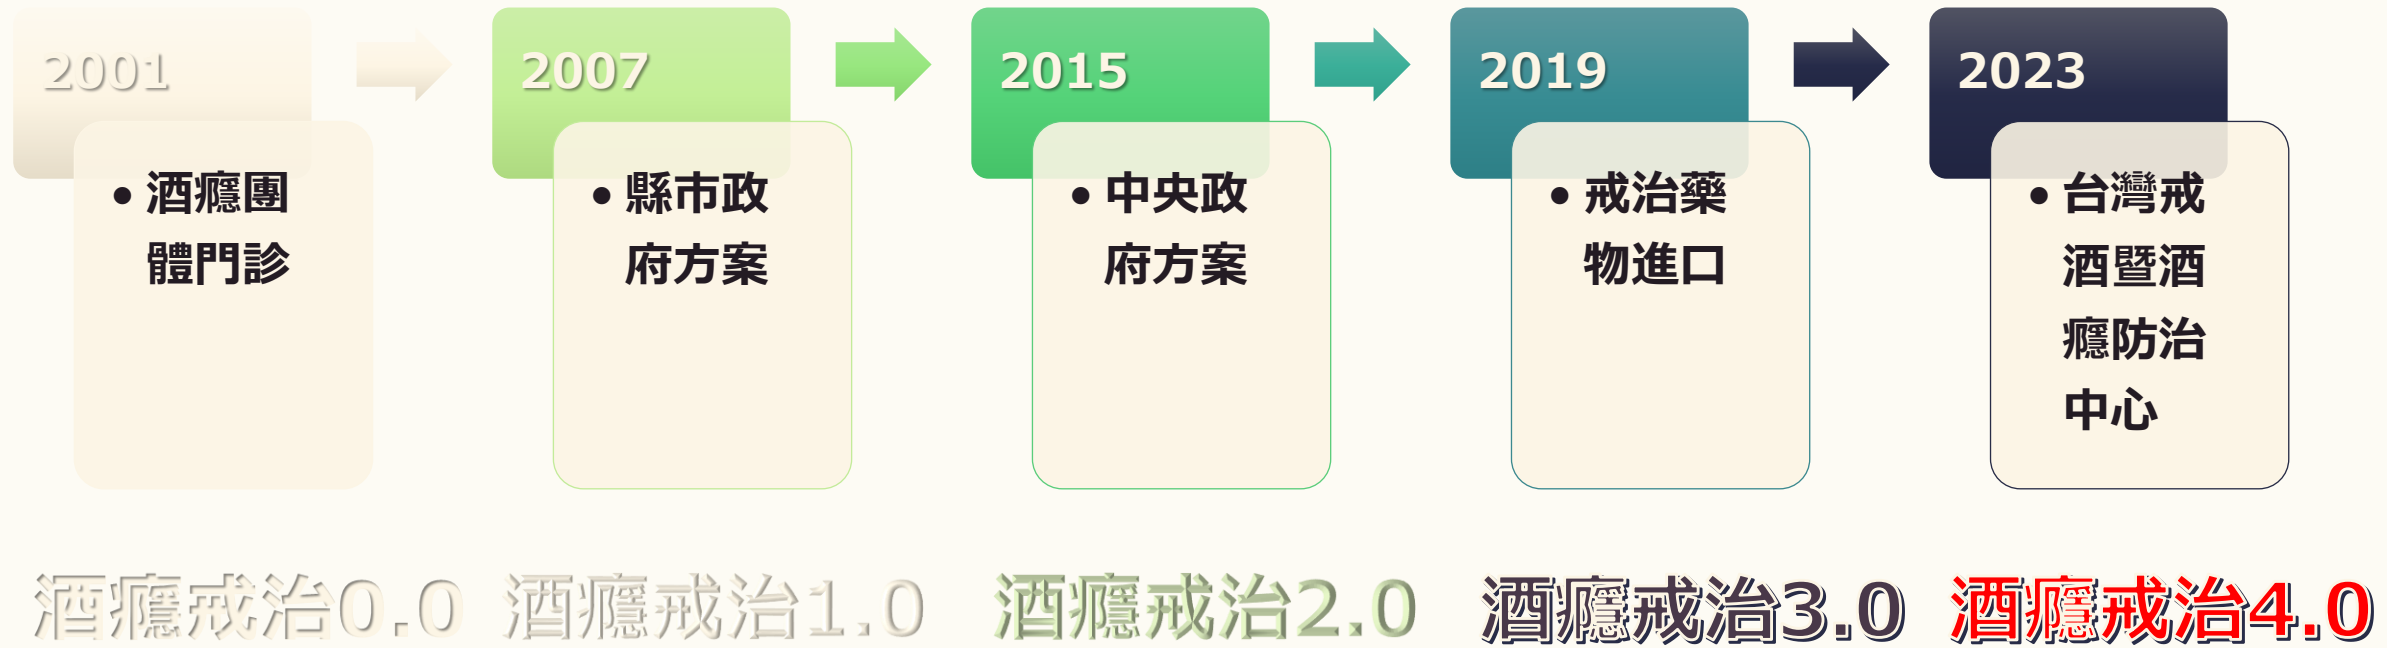 2001
• 酒癮團
體門診
2007
• 縣市政
府方案
2015
• 中央政
府方案
2019
• 戒治藥
物進口
2023
• 台灣戒
酒暨酒
癮防治
中心
酒癮戒治0.0
酒癮戒治1.0
酒癮戒治2.0
酒癮戒治3.0
酒癮戒治4.0